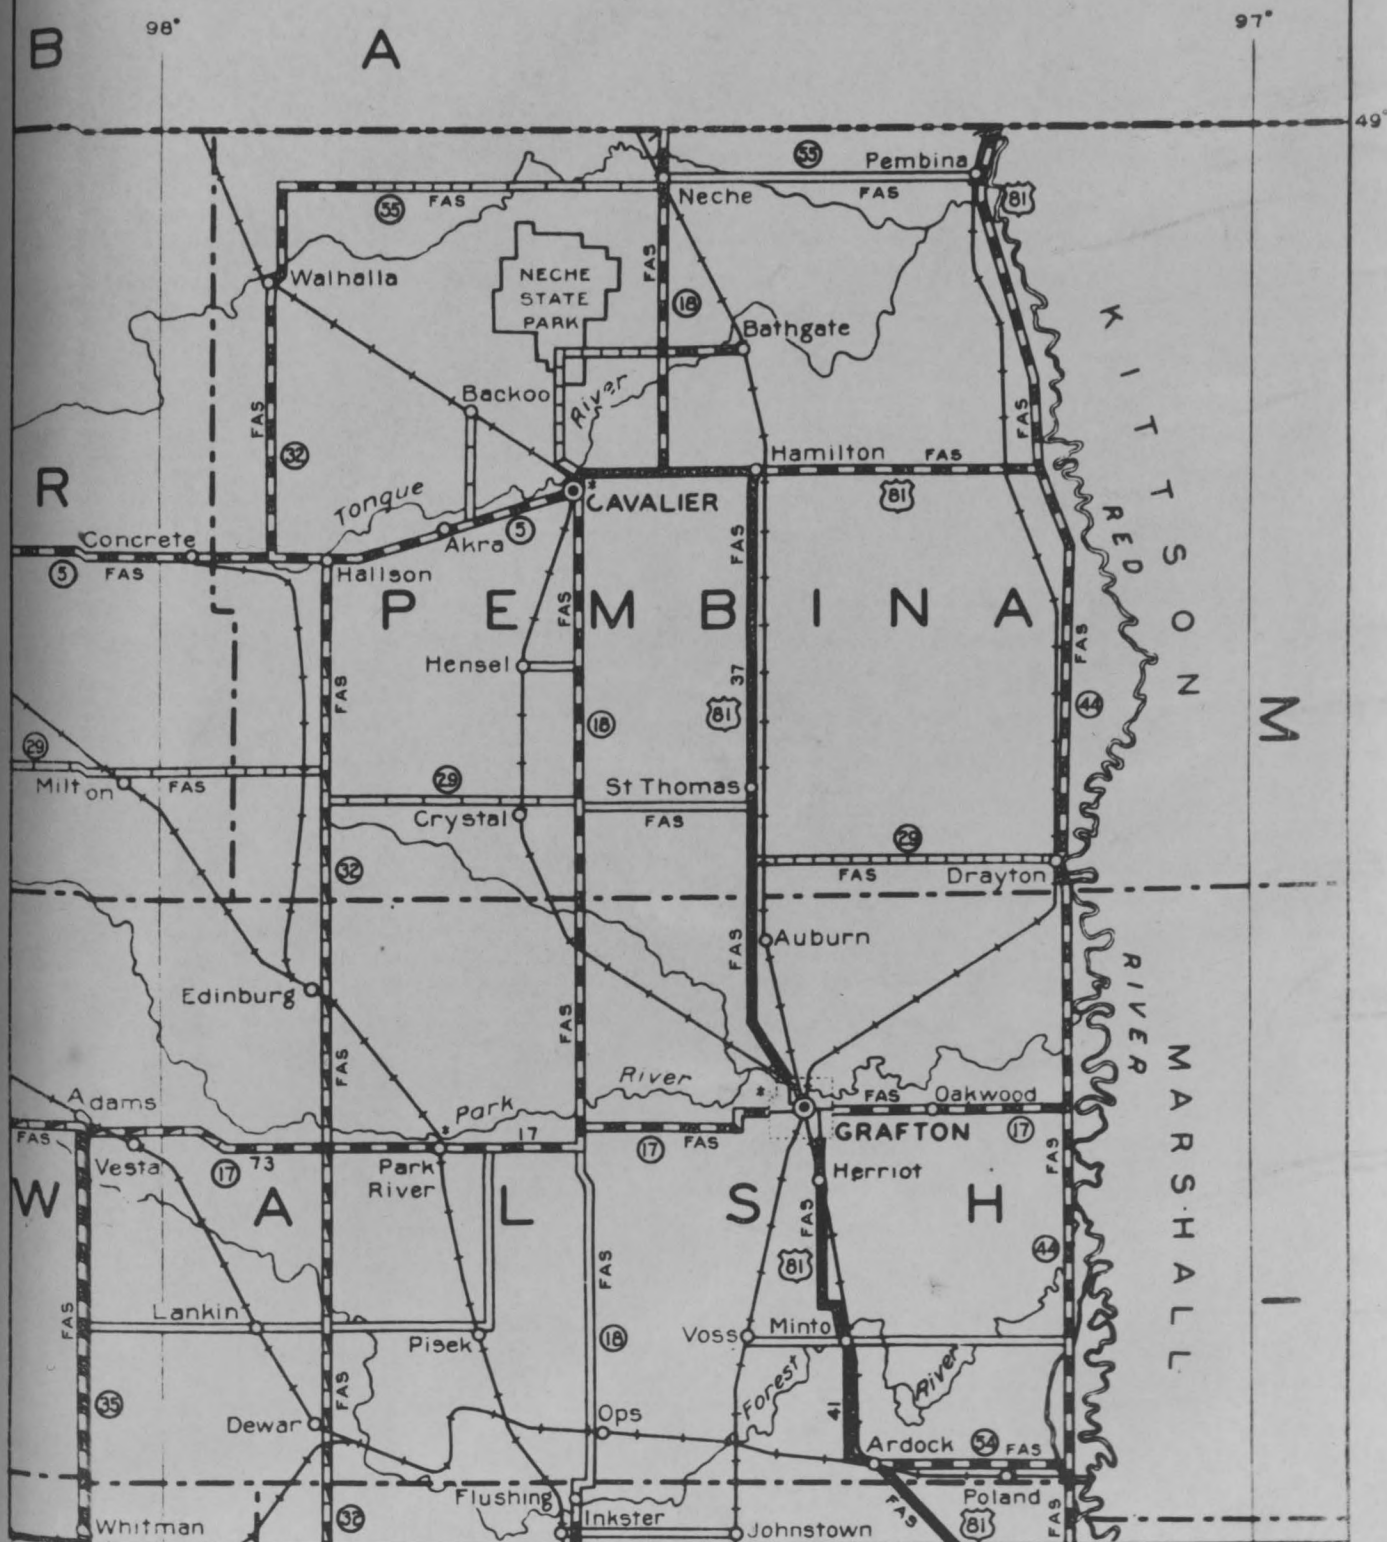 98°
97°
B A
49°
55
Pembina
FAS
55
FAS
Neche
81
Walhalla
NECHE
STATE
PARK
FAS
18
KITTSON
Bathgate
Backoo
River
FAS
32
FAS
Hamilton
FAS
81
R
Tongue
CAVALIER
*
5
Akra
Concrete
5
FAS
Hallson
FAS
RED
PEMBINA
FAS
FAS
Hensel
FAS
37
81
18
44
M
29
Milton
FAS
29
St Thomas
Crystal
FAS
29
FAS
Drayton
32
FAS
Auburn
RIVER
Edinburg
FAS
FAS
River
*
FAS
Oakwood
Adams
Park
*
FAS
17
FAS
17
GRAFTON
17
FAS
Vesta
17
73
Park
River
Herriot
MARSHALL
WALSH
FAS
81
44
FAS
I
Lankin
FAS
Pisek
18
Voss
Minto
35
FAS
Forest
River
Dewar
Ops
41
Ardock
54
FAS
Flushing
Poland
FAS
81
FAS
Whitman
32
Inkster
Johnstown